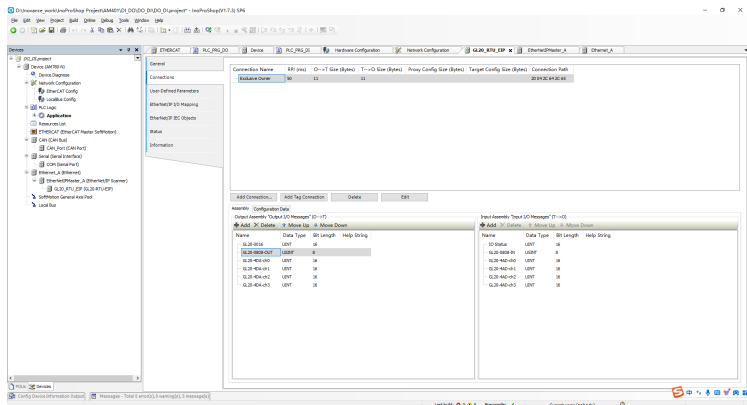 D:\Inovance_work\InoProShop Project\AM401\DI_DO\DO_DI\DO_DI.project* - InoProShop(V1.7.3) SP6
File Edit View Project Build Online Debug Tools Window Help
Devices
DO_DI.project
Device (AM780-N)
Device Diagnose
Network Configuration
EtherCAT Config
LocalBus Config
PLC Logic
Application
Resources List
ETHERCAT (EtherCAT Master SoftMotion)
CAN (CAN Bus)
CAN_Port (CAN Port)
Serial (Serial Interface)
COM (Serial Port)
Ethernet_A (Ethernet)
EtherNetIPMaster_A (EtherNet/IP Scanner)
GL20_RTU_EIP (GL20-RTU-EIP)
SoftMotion General Axis Pool
Local Bus
POUs Devices
ETHERCAT PLC_PRG_DO Device PLC_PRG_DI Hardware Configuration Network Configuration GL20_RTU_EIP EtherNetIPMaster_A Ethernet_A
General
Connections
User-Defined Parameters
EtherNet/IP I/O Mapping
EtherNet/IP IEC Objects
Status
Information
Connection Name RPI (ms) O-->T Size (Bytes) T-->O Size (Bytes) Proxy Config Size (Bytes) Target Config Size (Bytes) Connection Path
Exclusive Owner 50 11 11 20 04 2C 64 2C 65
Add Connection... Add Tag Connection Delete Edit
Assembly Configuration Data
Output Assembly "Output I/O Messages" (O-->T)
Add Delete Move Up Move Down
Name Data Type Bit Length Help String
GL20-0016 UINT 16
GL20-0808-OUT USINT 8
GL20-4DA-ch0 UINT 16
GL20-4DA-ch1 UINT 16
GL20-4DA-ch2 UINT 16
GL20-4DA-ch3 UINT 16
Input Assembly "Input I/O Messages" (T-->O)
Add Delete Move Up Move Down
Name Data Type Bit Length Help String
IO Status UINT 16
GL20-0808-IN USINT 8
GL20-4AD-ch0 UINT 16
GL20-4AD-ch1 UINT 16
GL20-4AD-ch2 UINT 16
GL20-4AD-ch3 UINT 16
Config Device Information Output Messages - Total 0 error(s), 0 warning(s), 3 message(s)